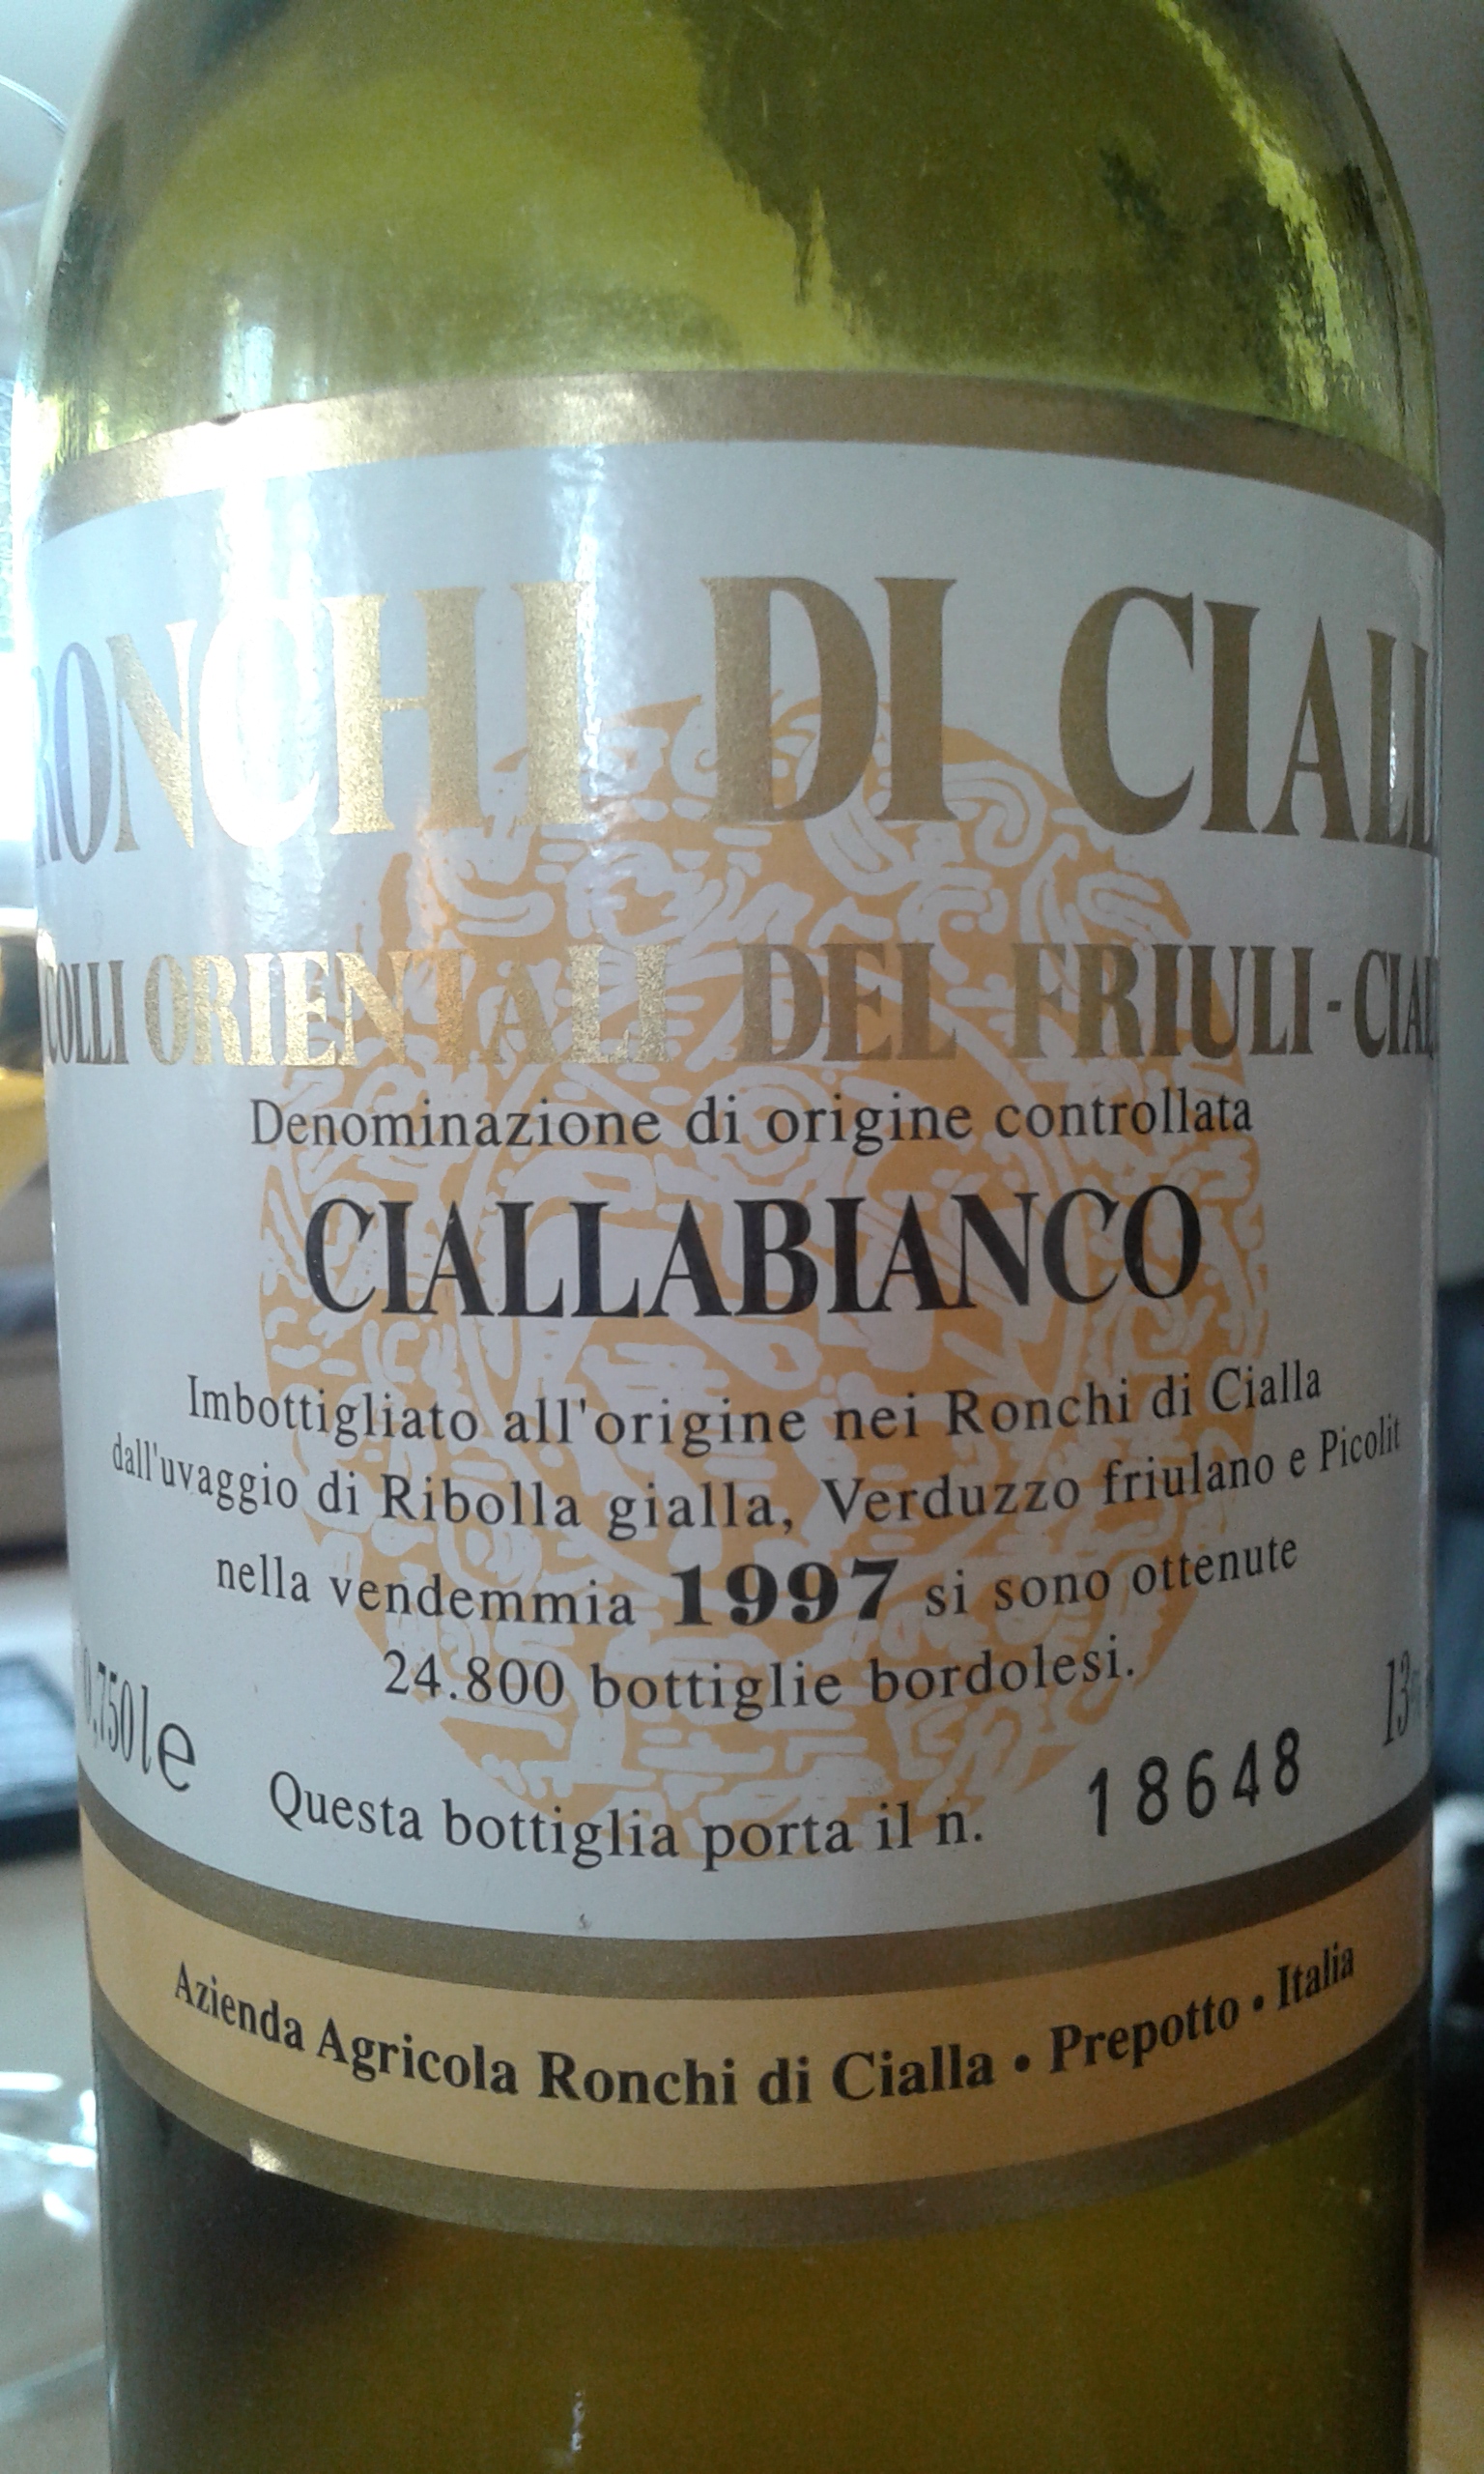 RONCHI DI CIALL
COLLI ORIENTALI DEL FRIULI - CIAL
Denominazione di origine controllata
CIALLABIANCO
Imbottigliato all'origine nei Ronchi di Cialla
dall'uvaggio di Ribolla gialla, Verduzzo friulano e Picolit
nella vendemmia 1997 si sono ottenute
24.800 bottiglie bordolesi.
0,750 l e 13
Questa bottiglia porta il n. 18648
Azienda Agricola Ronchi di Cialla • Prepotto • Italia